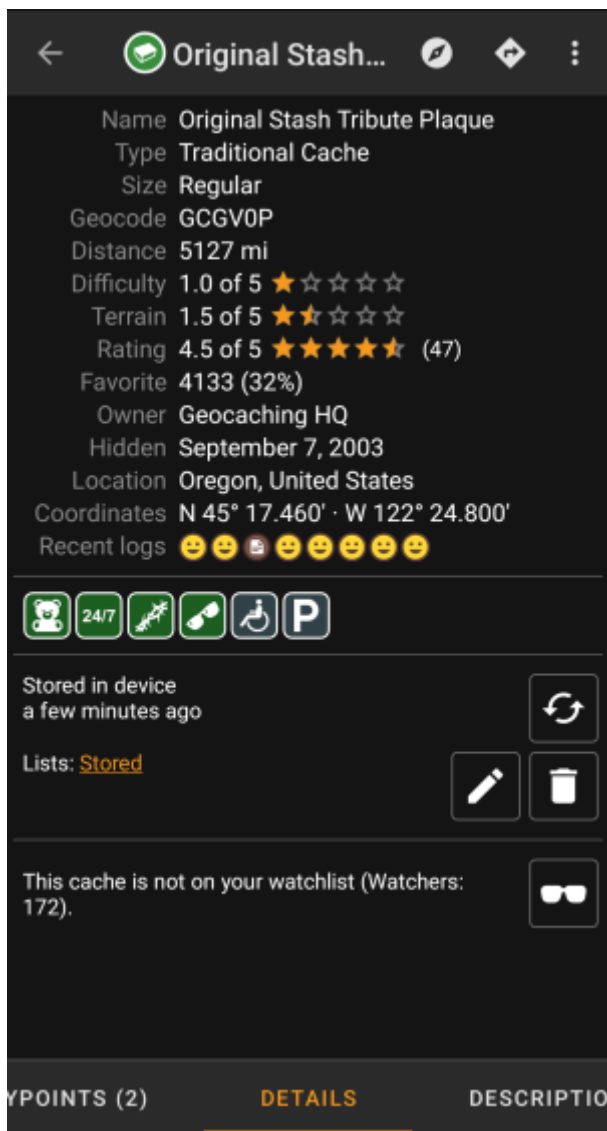 Original Stash...
Name Original Stash Tribute Plaque
Type Traditional Cache
Size Regular
Geocode GCGV0P
Distance 5127 mi
Difficulty 1.0 of 5
Terrain 1.5 of 5
Rating 4.5 of 5 (47)
Favorite 4133 (32%)
Owner Geocaching HQ
Hidden September 7, 2003
Location Oregon, United States
Coordinates N 45° 17.460' · W 122° 24.800'
Recent logs
24/7 P
Stored in device
a few minutes ago
Lists: Stored
This cache is not on your watchlist (Watchers:
172).
YPOINTS (2) DETAILS DESCRIPTIO